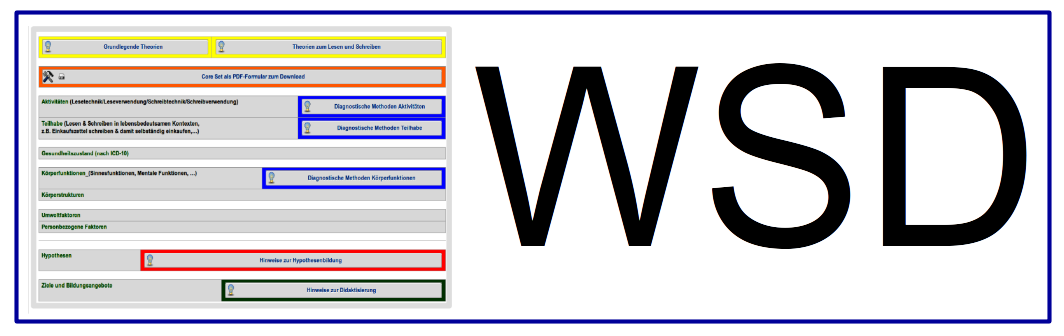 Grundlegende Theorien
Theorien zum Lesen und Schreiben
Core Set als PDF-Formular zum Download
Aktivitäten (Lesetechnik/Leseverwendung/Schreibtechnik/Schreibverwendung)
Diagnostische Methoden Aktivitäten
Teilhabe (Lesen & Schreiben in lebensbedeutsamen Kontexten,
z.B. Einkaufszettel schreiben & damit selbständig einkaufen,...)
Diagnostische Methoden Teilhabe
Gesundheitszustand (nach ICD-10)
Körperfunktionen_(Sinnesfunktionen, Mentale Funktionen, ...)
Diagnostische Methoden Körperfunktionen
Körperstrukturen
Umweltfaktoren
Personbezogene Faktoren
Hypothesen
Hinweise zur Hypothesenbildung
Ziele und Bildungsangebote
Hinweise zur Didaktisierung
WSD